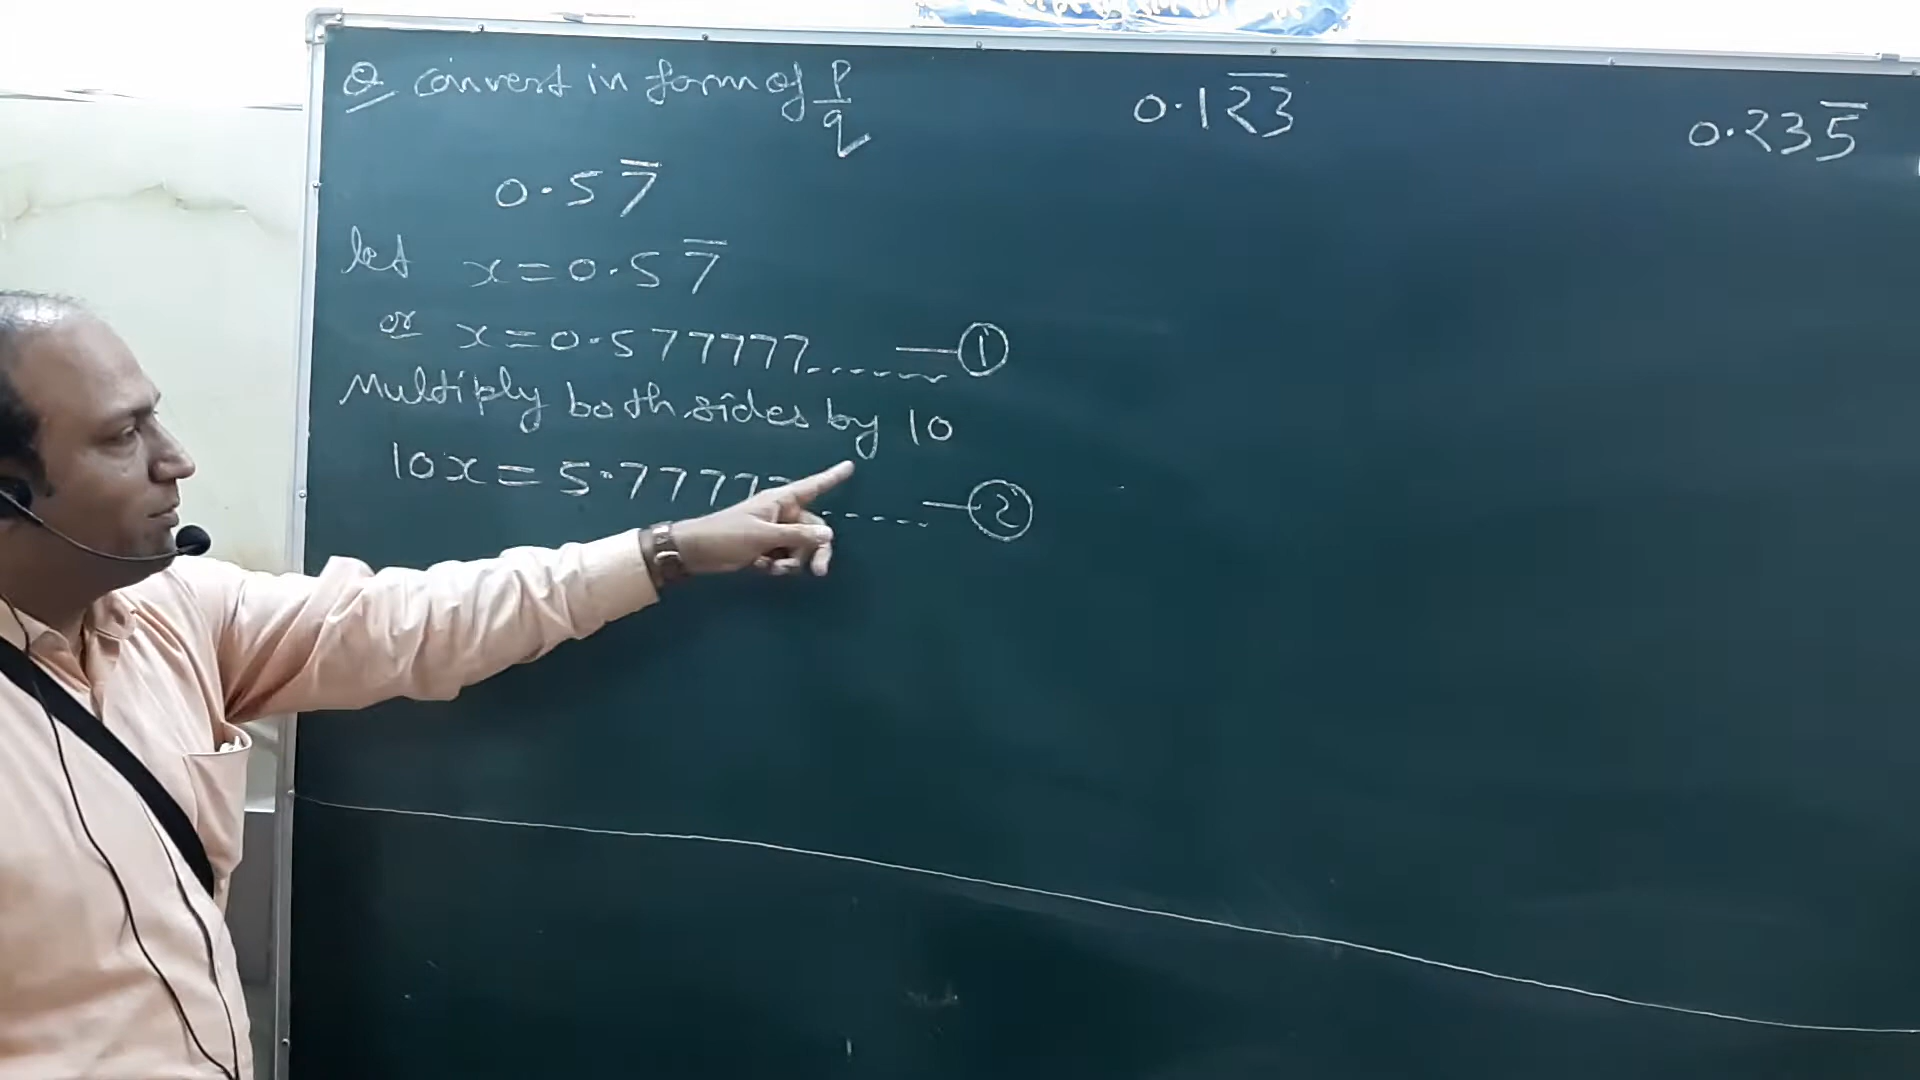 Q convert in form of p/q
0.57̅
let x=0.57̅
or x=0.577777...... — ①
Multiply both sides by 10
10x=5.7777 ...... — ②
0.12̅3̅
0.235̅